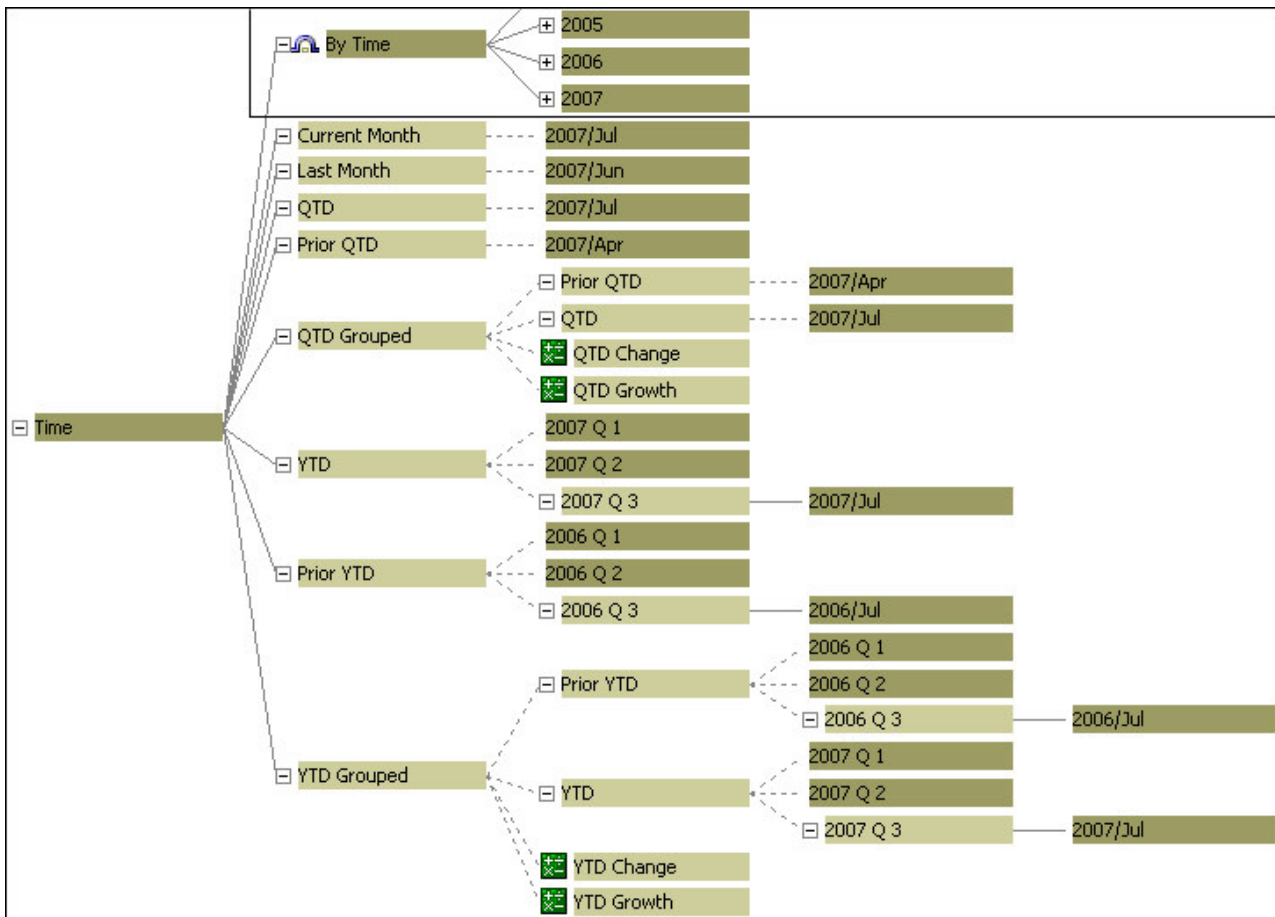 2005
By Time
2006
2007
Current Month 2007/Jul
Last Month 2007/Jun
QTD 2007/Jul
Prior QTD 2007/Apr
Prior QTD 2007/Apr
QTD 2007/Jul
QTD Grouped
QTD Change
QTD Growth
Time
2007 Q 1
YTD 2007 Q 2
2007 Q 3 2007/Jul
2006 Q 1
Prior YTD 2006 Q 2
2006 Q 3 2006/Jul
2006 Q 1
Prior YTD 2006 Q 2
2006 Q 3 2006/Jul
2007 Q 1
YTD Grouped
YTD 2007 Q 2
2007 Q 3 2007/Jul
YTD Change
YTD Growth